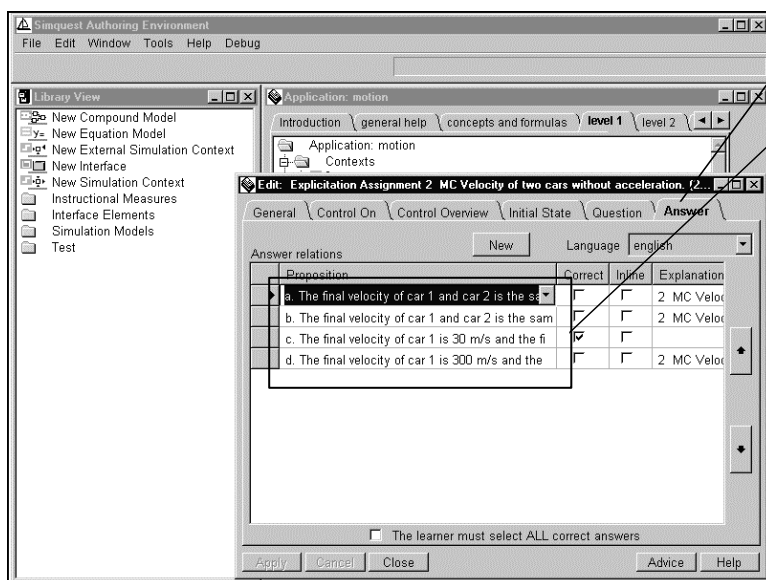 Simquest Authoring Environment
File Edit Window Tools Help Debug
Library View
New Compound Model
y= New Equation Model
New External Simulation Context
New Interface
New Simulation Context
Instructional Measures
Interface Elements
Simulation Models
Test
Application: motion
Introduction general help concepts and formulas level 1 level 2
Application: motion
Contexts
Edit: Explicitation Assignment 2 MC Velocity of two cars without acceleration. (2...
General Control On Control Overview Initial State Question Answer
Answer relations New Language english
Proposition Correct Inline Explanation
a. The final velocity of car 1 and car 2 is the sa 2 MC Veloc
b. The final velocity of car 1 and car 2 is the sam 2 MC Veloc
c. The final velocity of car 1 is 30 m/s and the fi
d. The final velocity of car 1 is 300 m/s and the 2 MC Veloc
The learner must select ALL correct answers
Apply Cancel Close Advice Help